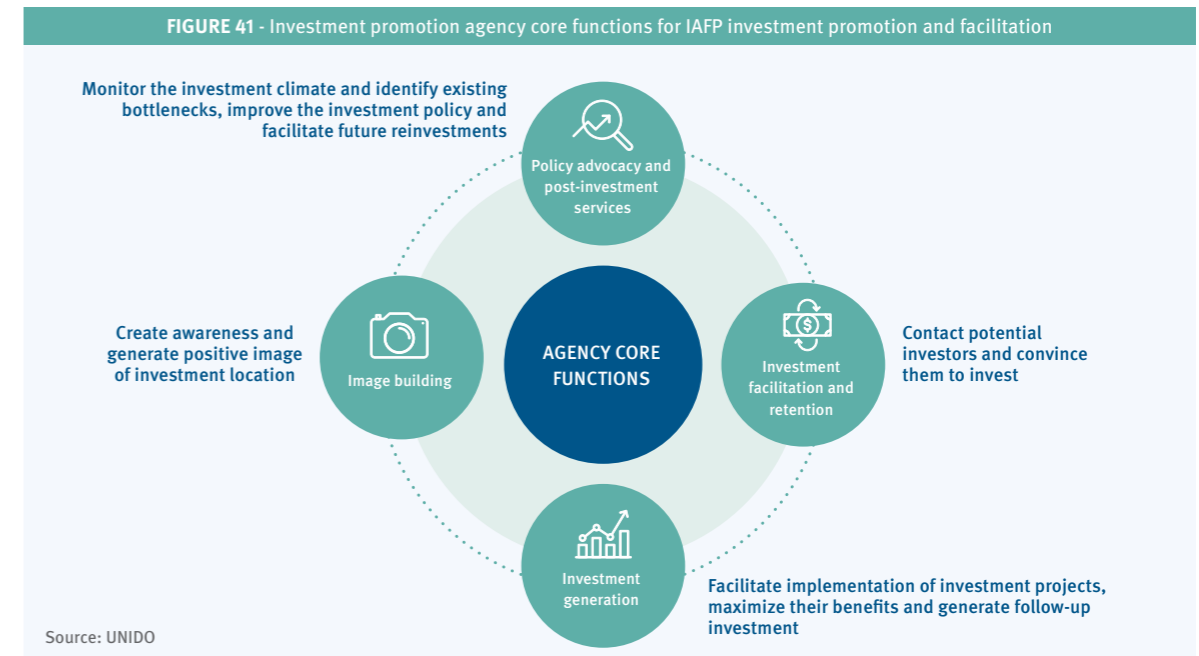 FIGURE 41 - Investment promotion agency core functions for IAFP investment promotion and facilitation
Monitor the investment climate and identify existing
bottlenecks, improve the investment policy and
facilitate future reinvestments
Policy advocacy and
post-investment
services
Create awareness and
generate positive image
of investment location
Image building
AGENCY CORE
FUNCTIONS
$
Investment
facilitation and
retention
Contact potential
investors and convince
them to invest
Investment
generation
Facilitate implementation of investment projects,
maximize their benefits and generate follow-up
investment
Source: UNIDO